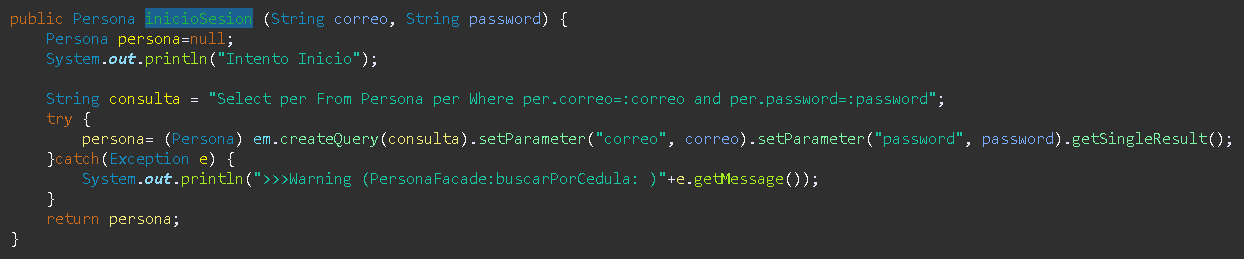 public Persona inicioSesion (String correo, String password) {
    Persona persona=null;
    System.out.println("Intento Inicio");

    String consulta = "Select per From Persona per Where per.correo=:correo and per.password=:password";
    try {
        persona= (Persona) em.createQuery(consulta).setParameter("correo", correo).setParameter("password", password).getSingleResult();
    }catch(Exception e) {
        System.out.println(">>>Warning (PersonaFacade:buscarPorCedula: )"+e.getMessage());
    }
    return persona;
}